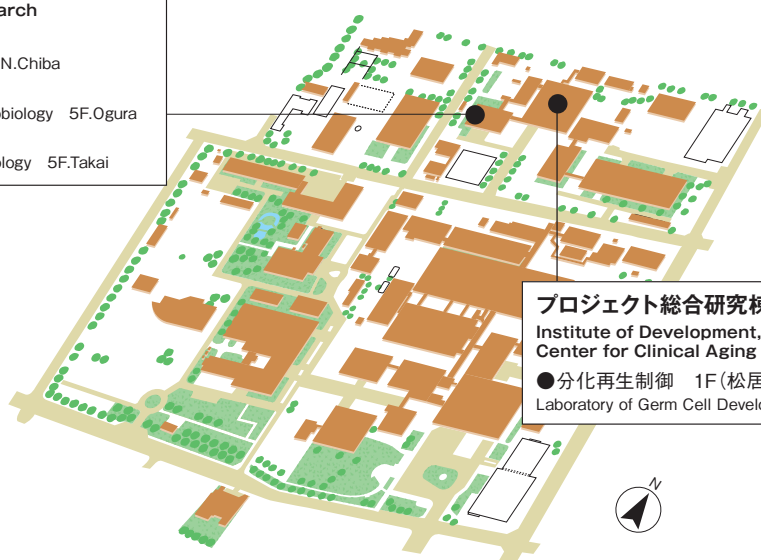 arch
N.Chiba
obiology 5F.Ogura
ology 5F.Takai
プロジェクト総合研究棟
Institute of Development,
Center for Clinical Aging
●分化再生制御 1F(松居
Laboratory of Germ Cell Develo
N